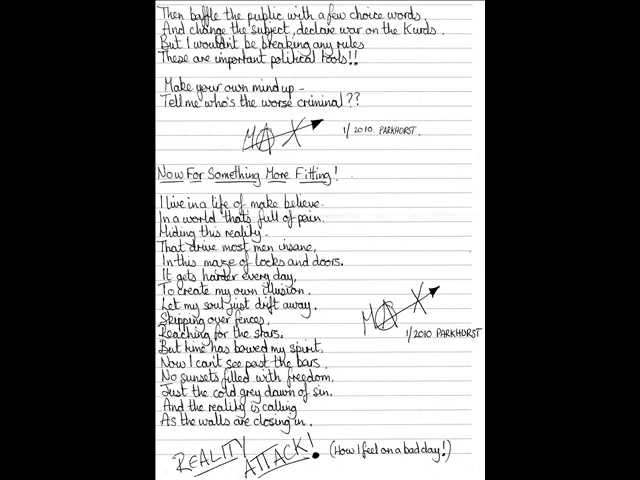 Then baffle the public with a few choice words.
And change the subject, declare war on the Kurds.
But I wouldn't be breaking any rules
These are important political tools!!
Make your own mind up -
Tell me who's the worse criminal??
MAX
1/2010. PARKHURST.
Now For Something More Fitting!
I live in a life of make believe.
In a world that's full of pain.
Hiding this reality.
That drive most men insane,
In this maze of locks and doors.
It gets harder every day,
To create my own illusion.
Let my soul just drift away.
Skipping over fences,
Reaching for the stars.
But time has bowed my spirit,
Now I can't see past the bars.
No sunsets filled with freedom.
Just the cold grey dawn of sin.
And the reality is calling
As the walls are closing in.
MAX
1/2010 PARKHURST
REALITY ATTACK!
(How I feel on a bad day!)